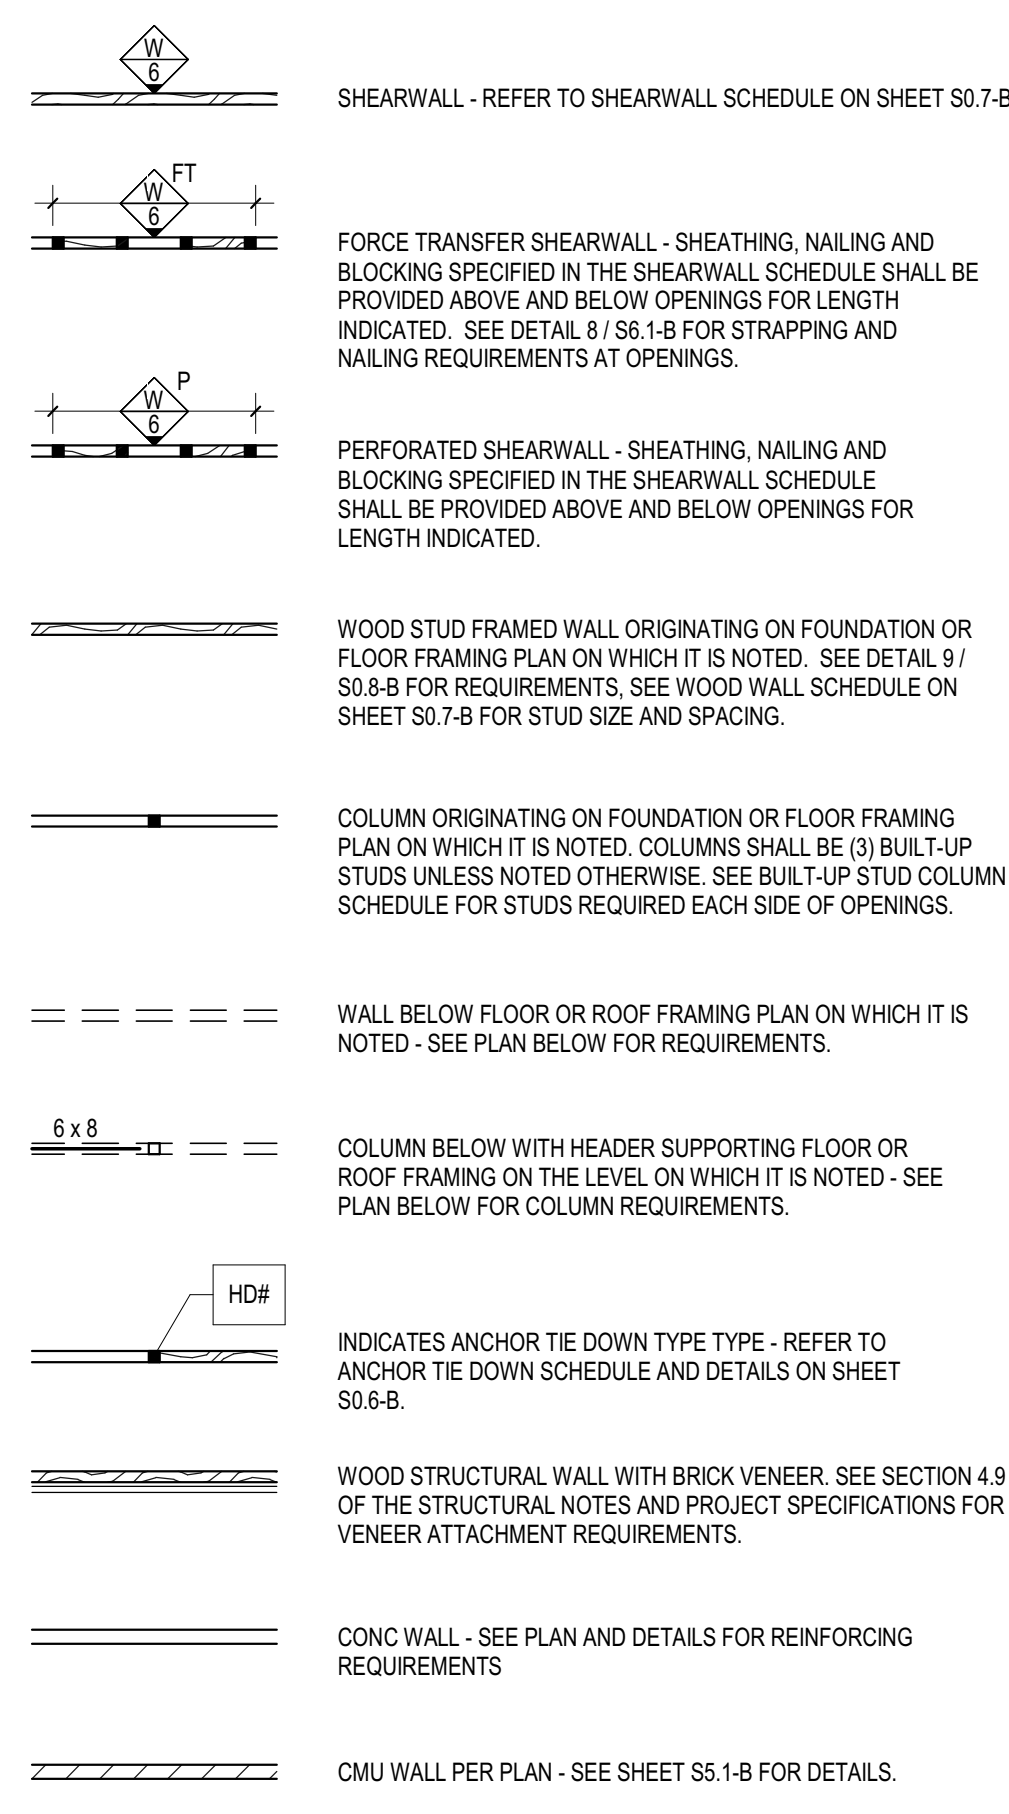 W
6
SHEARWALL - REFER TO SHEARWALL SCHEDULE ON SHEET S0.7-B
FT
W
6
FORCE TRANSFER SHEARWALL - SHEATHING, NAILING AND
BLOCKING SPECIFIED IN THE SHEARWALL SCHEDULE SHALL BE
PROVIDED ABOVE AND BELOW OPENINGS FOR LENGTH
INDICATED. SEE DETAIL 8 / S6.1-B FOR STRAPPING AND
NAILING REQUIREMENTS AT OPENINGS.
P
W
6
PERFORATED SHEARWALL - SHEATHING, NAILING AND
BLOCKING SPECIFIED IN THE SHEARWALL SCHEDULE
SHALL BE PROVIDED ABOVE AND BELOW OPENINGS FOR
LENGTH INDICATED.
WOOD STUD FRAMED WALL ORIGINATING ON FOUNDATION OR
FLOOR FRAMING PLAN ON WHICH IT IS NOTED. SEE DETAIL 9 /
S0.8-B FOR REQUIREMENTS, SEE WOOD WALL SCHEDULE ON
SHEET S0.7-B FOR STUD SIZE AND SPACING.
COLUMN ORIGINATING ON FOUNDATION OR FLOOR FRAMING
PLAN ON WHICH IT IS NOTED. COLUMNS SHALL BE (3) BUILT-UP
STUDS UNLESS NOTED OTHERWISE. SEE BUILT-UP STUD COLUMN
SCHEDULE FOR STUDS REQUIRED EACH SIDE OF OPENINGS.
WALL BELOW FLOOR OR ROOF FRAMING PLAN ON WHICH IT IS
NOTED - SEE PLAN BELOW FOR REQUIREMENTS.
6 x 8
COLUMN BELOW WITH HEADER SUPPORTING FLOOR OR
ROOF FRAMING ON THE LEVEL ON WHICH IT IS NOTED - SEE
PLAN BELOW FOR COLUMN REQUIREMENTS.
HD#
INDICATES ANCHOR TIE DOWN TYPE TYPE - REFER TO
ANCHOR TIE DOWN SCHEDULE AND DETAILS ON SHEET
S0.6-B.
WOOD STRUCTURAL WALL WITH BRICK VENEER. SEE SECTION 4.9
OF THE STRUCTURAL NOTES AND PROJECT SPECIFICATIONS FOR
VENEER ATTACHMENT REQUIREMENTS.
CONC WALL - SEE PLAN AND DETAILS FOR REINFORCING
REQUIREMENTS
CMU WALL PER PLAN - SEE SHEET S5.1-B FOR DETAILS.